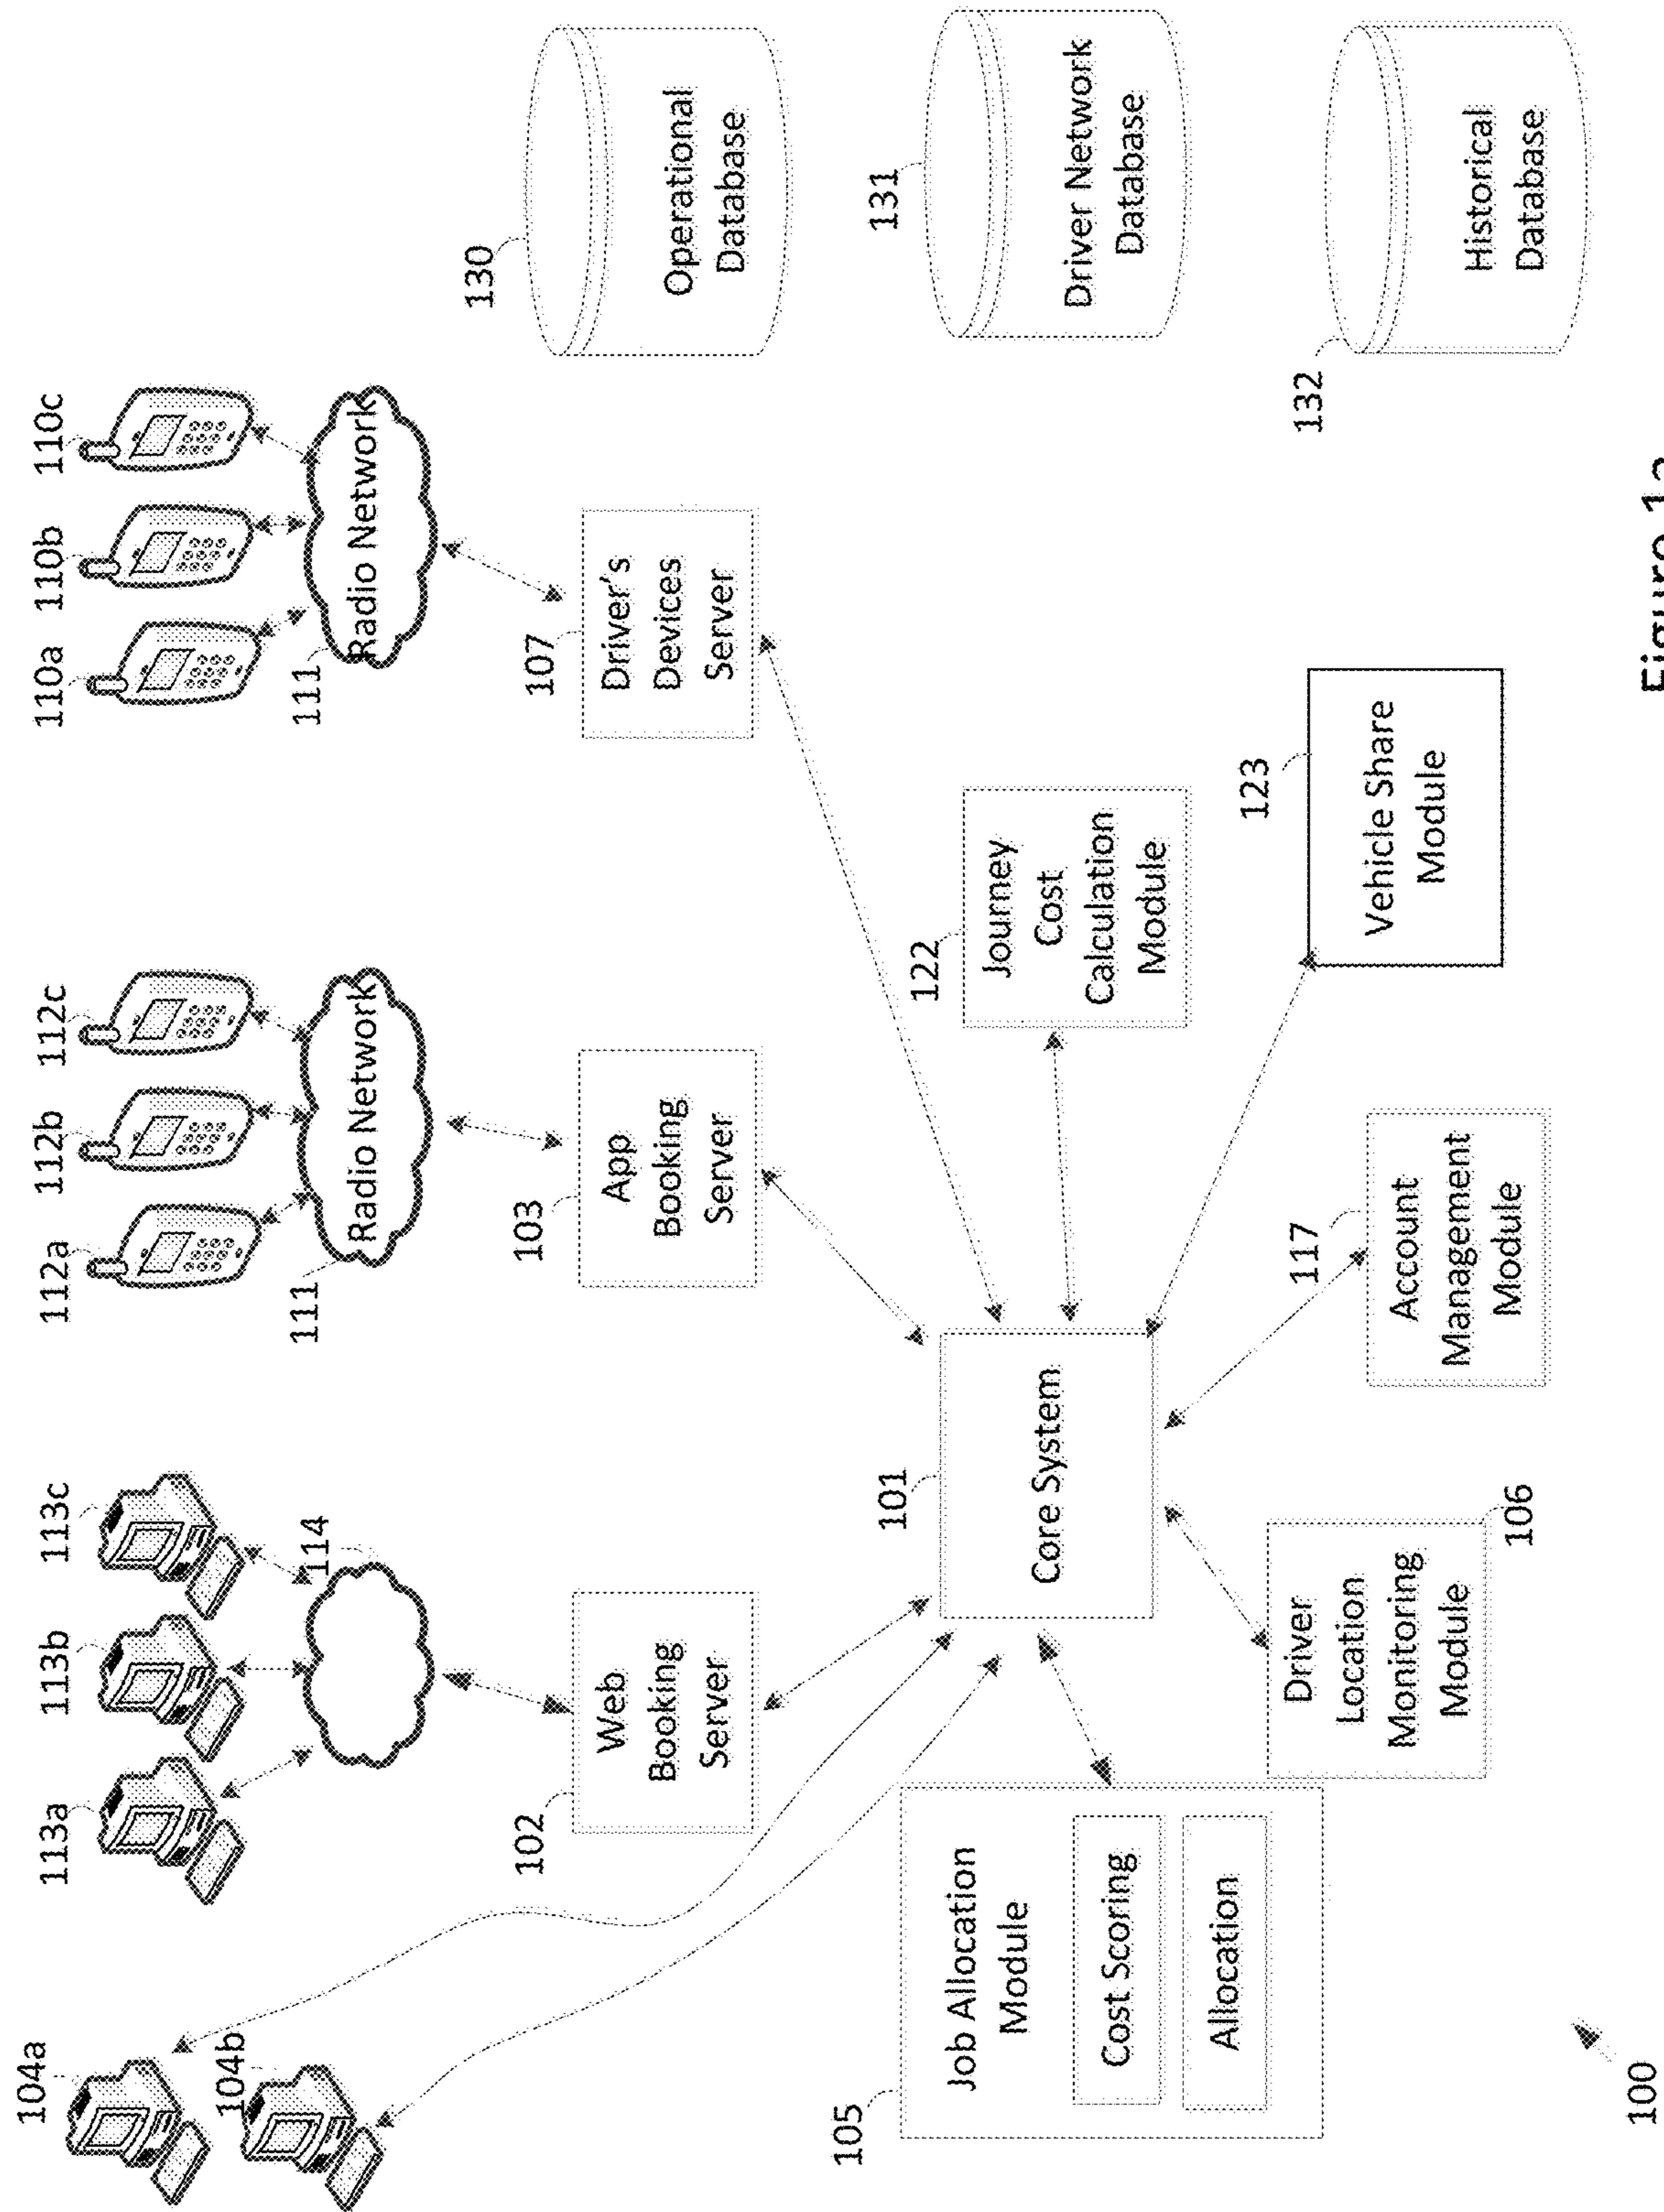 104a
104b
113a
113b
113c
114
112a
112b
112c
111
Radio Network
110a
110b
110c
111
Radio Network
102
Web
Booking
Server
103
App
Booking
Server
107
Driver's
Devices
Server
130
Operational
Database
131
Driver Network
Database
132
Historical
Database
105
Job Allocation
Module
Cost Scoring
Allocation
101
Core System
122
Journey
Cost
Calculation
Module
123
Vehicle Share
Module
117
Account
Management
Module
Driver
Location
Monitoring
Module
106
100
Figure 1a